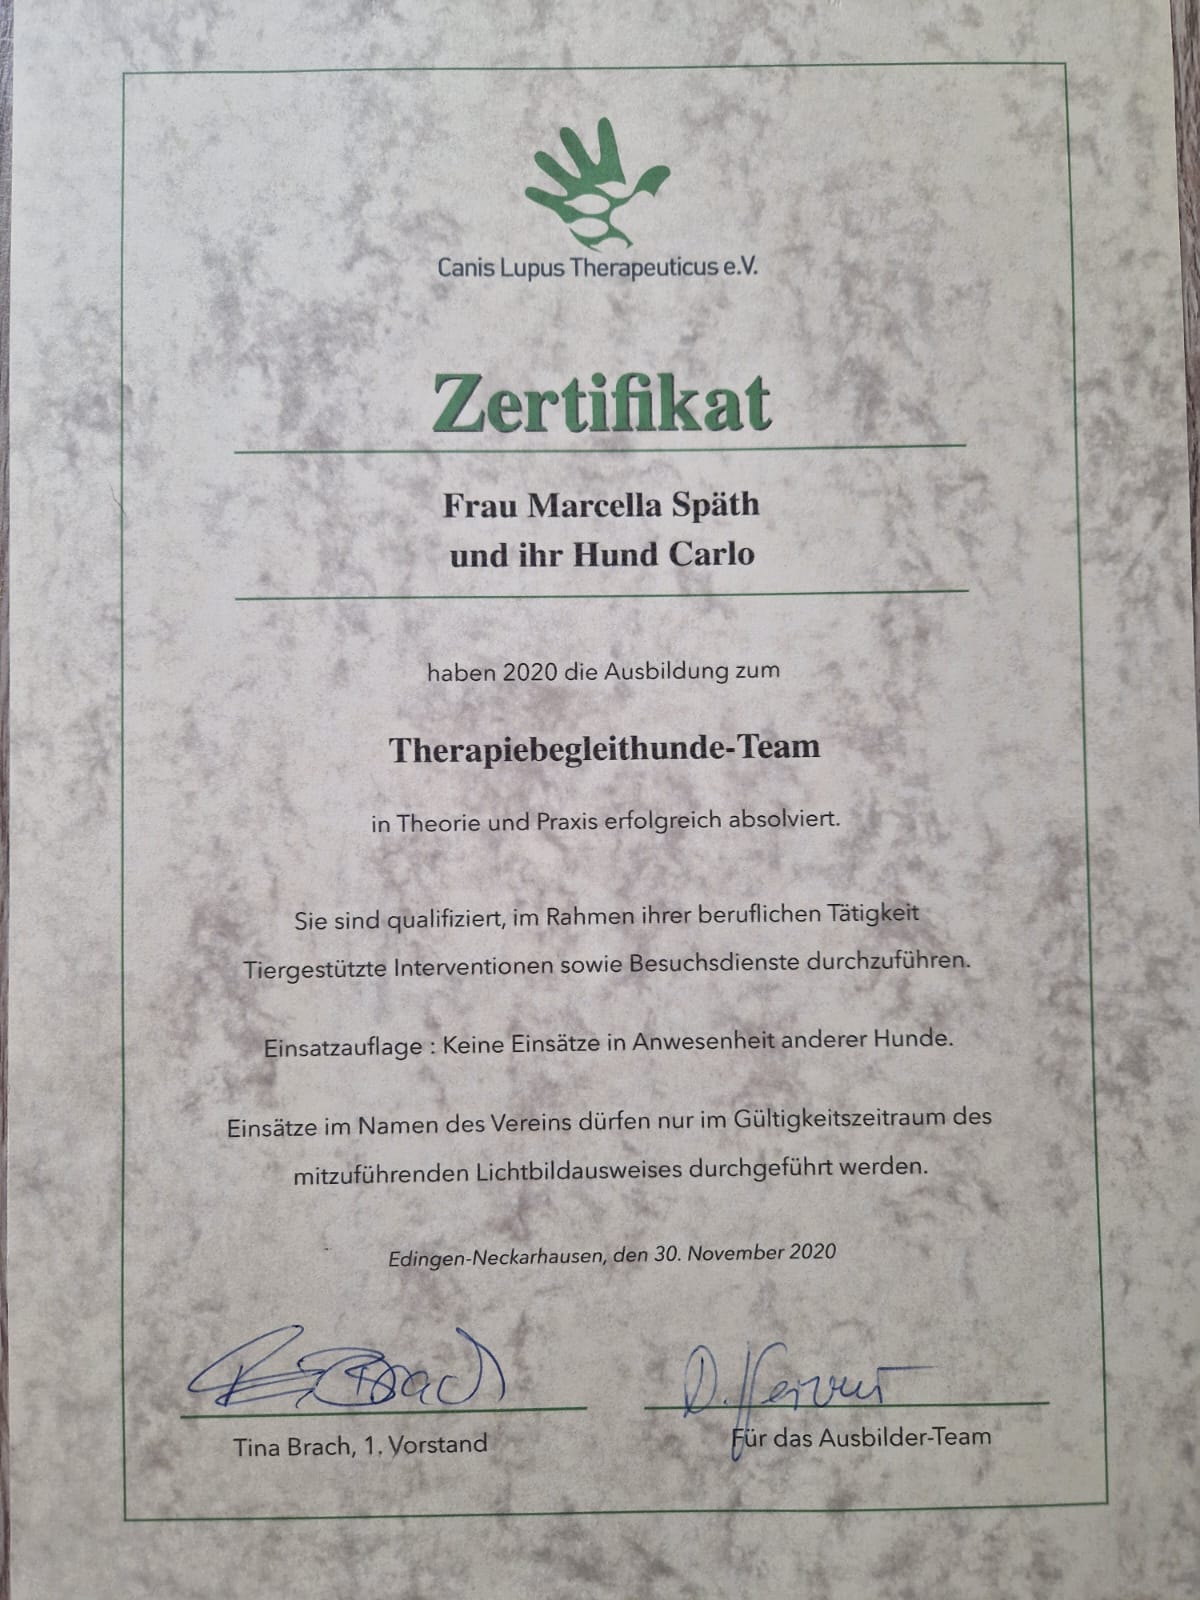 Canis Lupus Therapeuticus e.V.
Zertifikat
Frau Marcella Späth
und ihr Hund Carlo
haben 2020 die Ausbildung zum
Therapiebegleithunde-Team
in Theorie und Praxis erfolgreich absolviert.
Sie sind qualifiziert, im Rahmen ihrer beruflichen Tätigkeit
Tiergestützte Interventionen sowie Besuchsdienste durchzuführen.
Einsatzauflage : Keine Einsätze in Anwesenheit anderer Hunde.
Einsätze im Namen des Vereins dürfen nur im Gültigkeitszeitraum des
mitzuführenden Lichtbildausweises durchgeführt werden.
Edingen-Neckarhausen, den 30. November 2020
Brach
D.
Tina Brach, 1. Vorstand
Für das Ausbilder-Team